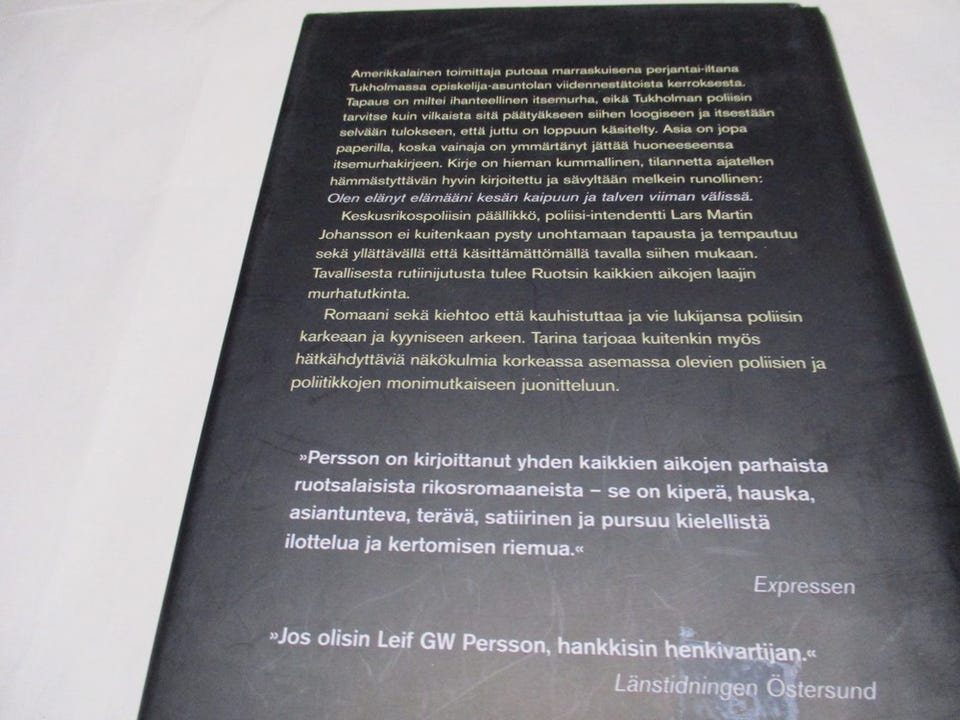 Amerikkalainen toimittaja putoaa marraskuisena perjantai-iltana
Tukholmassa opiskelija-asuntolan viidennestätoista kerroksesta.
Tapaus on miltei ihanteellinen itsemurha, eikä Tukholman poliisin
tarvitse kuin vilkaista sitä päätyäkseen siihen loogiseen ja itsestään
selvään tulokseen, että juttu on loppuun käsitelty. Asia on jopa
paperilla, koska vainaja on ymmärtänyt jättää huoneeseensa
itsemurhakirjeen. Kirje on hieman kummallinen, tilannetta ajatellen
hämmästyttävän hyvin kirjoitettu ja sävyltään melkein runollinen:
Olen elänyt elämääni kesän kaipuun ja talven viiman välissä.
Keskusrikospoliisin päällikkö, poliisi-intendentti Lars Martin
Johansson ei kuitenkaan pysty unohtamaan tapausta ja tempautuu
sekä yllättävällä että käsittämättömällä tavalla siihen mukaan.
Tavallisesta rutiinijutusta tulee Ruotsin kaikkien aikojen laajin
murhatutkinta.
Romaani sekä kiehtoo että kauhistuttaa ja vie lukijansa poliisin
karkeaan ja kyyniseen arkeen. Tarina tarjoaa kuitenkin myös
hätkähdyttäviä näkökulmia korkeassa asemassa olevien poliisien ja
poliitikkojen monimutkaiseen juonitteluun.
»Persson on kirjoittanut yhden kaikkien aikojen parhaista
ruotsalaisista rikosromaaneista – se on kiperä, hauska,
asiantunteva, terävä, satiirinen ja pursuu kielellistä
ilottelua ja kertomisen riemua.«
Expressen
»Jos olisin Leif GW Persson, hankkisin henkivartijan.«
Länstidningen Östersund